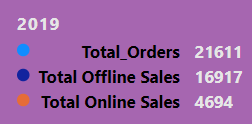 2019
Total_Orders 21611
Total Offline Sales 16917
Total Online Sales 4694